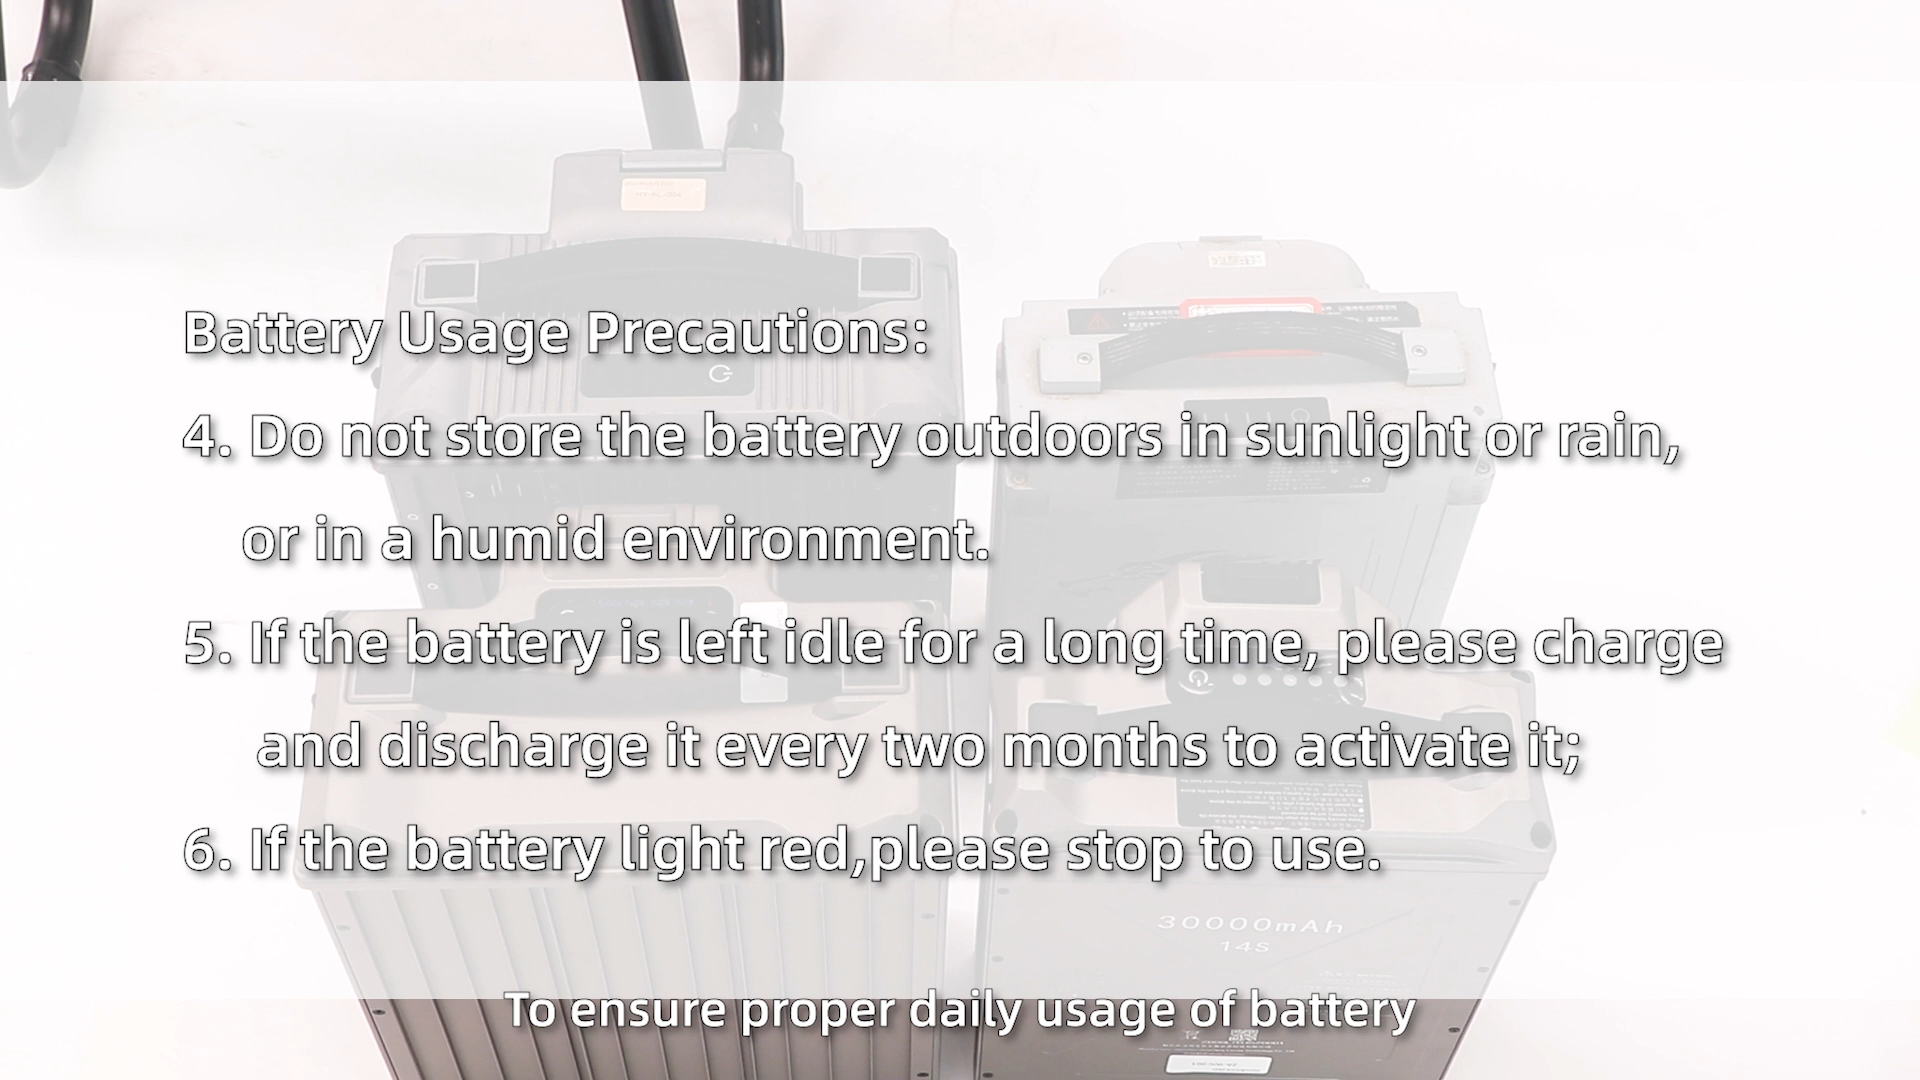 Battery Usage Precautions:
4. Do not store the battery outdoors in sunlight or rain,
or in a humid environment.
5. If the battery is left idle for a long time, please charge
and discharge it every two months to activate it;
6. If the battery light red,please stop to use.
30000mAh
14S
To ensure proper daily usage of battery